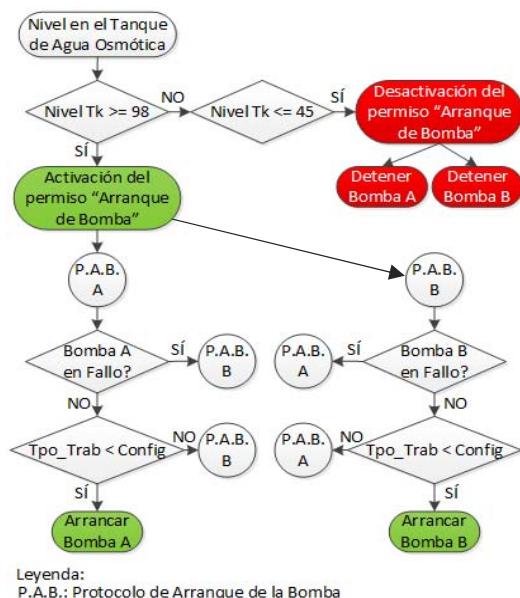 Nivel en el Tanque
de Agua Osmótica
Nivel Tk >= 98
NO
Nivel Tk <= 45
SÍ
Desactivación del
permiso “Arranque
de Bomba”
SÍ
Detener
Bomba A
Detener
Bomba B
Activación del
permiso “Arranque
de Bomba”
P.A.B.
A
P.A.B.
B
Bomba A
en Fallo?
SÍ
P.A.B.
B
P.A.B.
A
SÍ
Bomba B
en Fallo?
NO
NO
Tpo_Trab < Config
NO
P.A.B.
B
P.A.B.
A
NO
Tpo_Trab < Config
SÍ
SÍ
Arrancar
Bomba A
Arrancar
Bomba B
Leyenda:
P.A.B.: Protocolo de Arranque de la Bomba